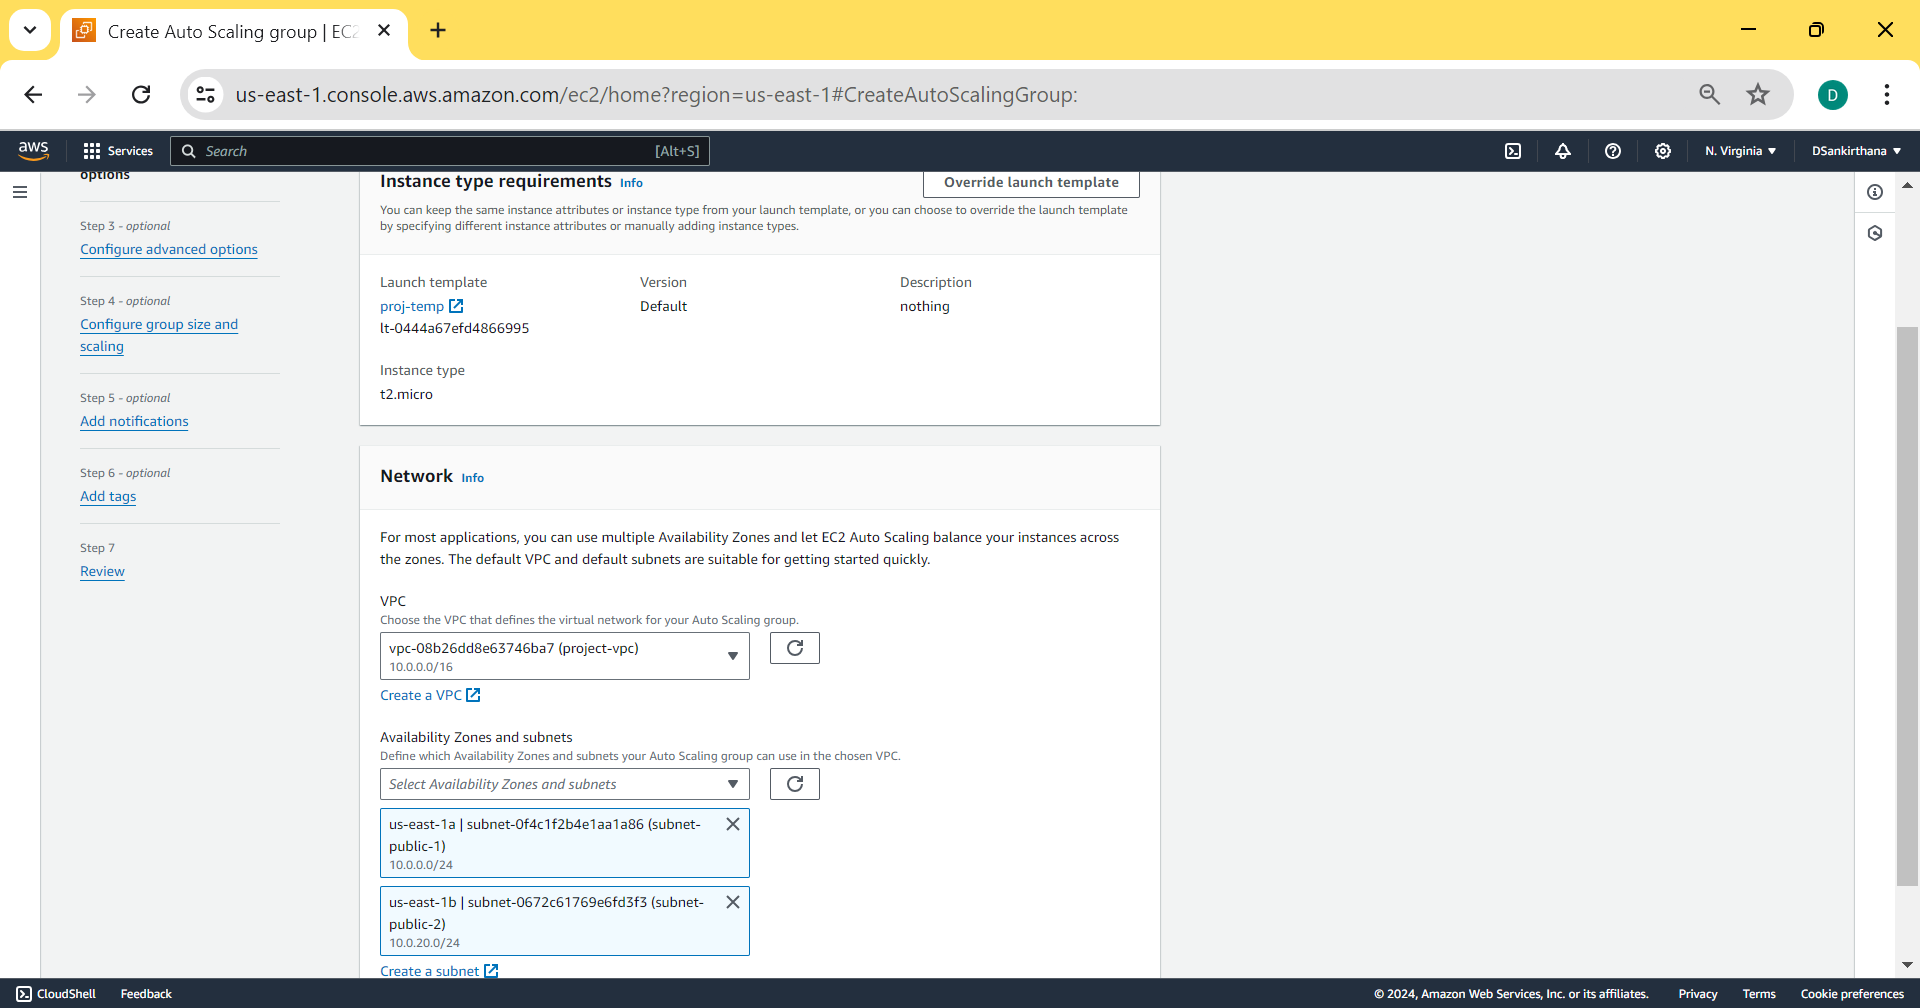 Create Auto Scaling group | EC2
us-east-1.console.aws.amazon.com/ec2/home?region=us-east-1#CreateAutoScalingGroup:
D
aws
Services
Search
[Alt+S]
N. Virginia
DSankirthana
options
Step 3 - optional
Configure advanced options
Step 4 - optional
Configure group size and
scaling
Step 5 - optional
Add notifications
Step 6 - optional
Add tags
Step 7
Review
Instance type requirements Info
Override launch template
You can keep the same instance attributes or instance type from your launch template, or you can choose to override the launch template
by specifying different instance attributes or manually adding instance types.
Launch template
proj-temp
lt-0444a67efd4866995
Version
Default
Description
nothing
Instance type
t2.micro
Network Info
For most applications, you can use multiple Availability Zones and let EC2 Auto Scaling balance your instances across
the zones. The default VPC and default subnets are suitable for getting started quickly.
VPC
Choose the VPC that defines the virtual network for your Auto Scaling group.
vpc-08b26dd8e63746ba7 (project-vpc)
10.0.0.0/16
Create a VPC
Availability Zones and subnets
Define which Availability Zones and subnets your Auto Scaling group can use in the chosen VPC.
Select Availability Zones and subnets
us-east-1a | subnet-0f4c1f2b4e1aa1a86 (subnet-
public-1)
10.0.0.0/24
us-east-1b | subnet-0672c61769e6fd3f3 (subnet-
public-2)
10.0.20.0/24
Create a subnet
CloudShell
Feedback
© 2024, Amazon Web Services, Inc. or its affiliates.
Privacy
Terms
Cookie preferences